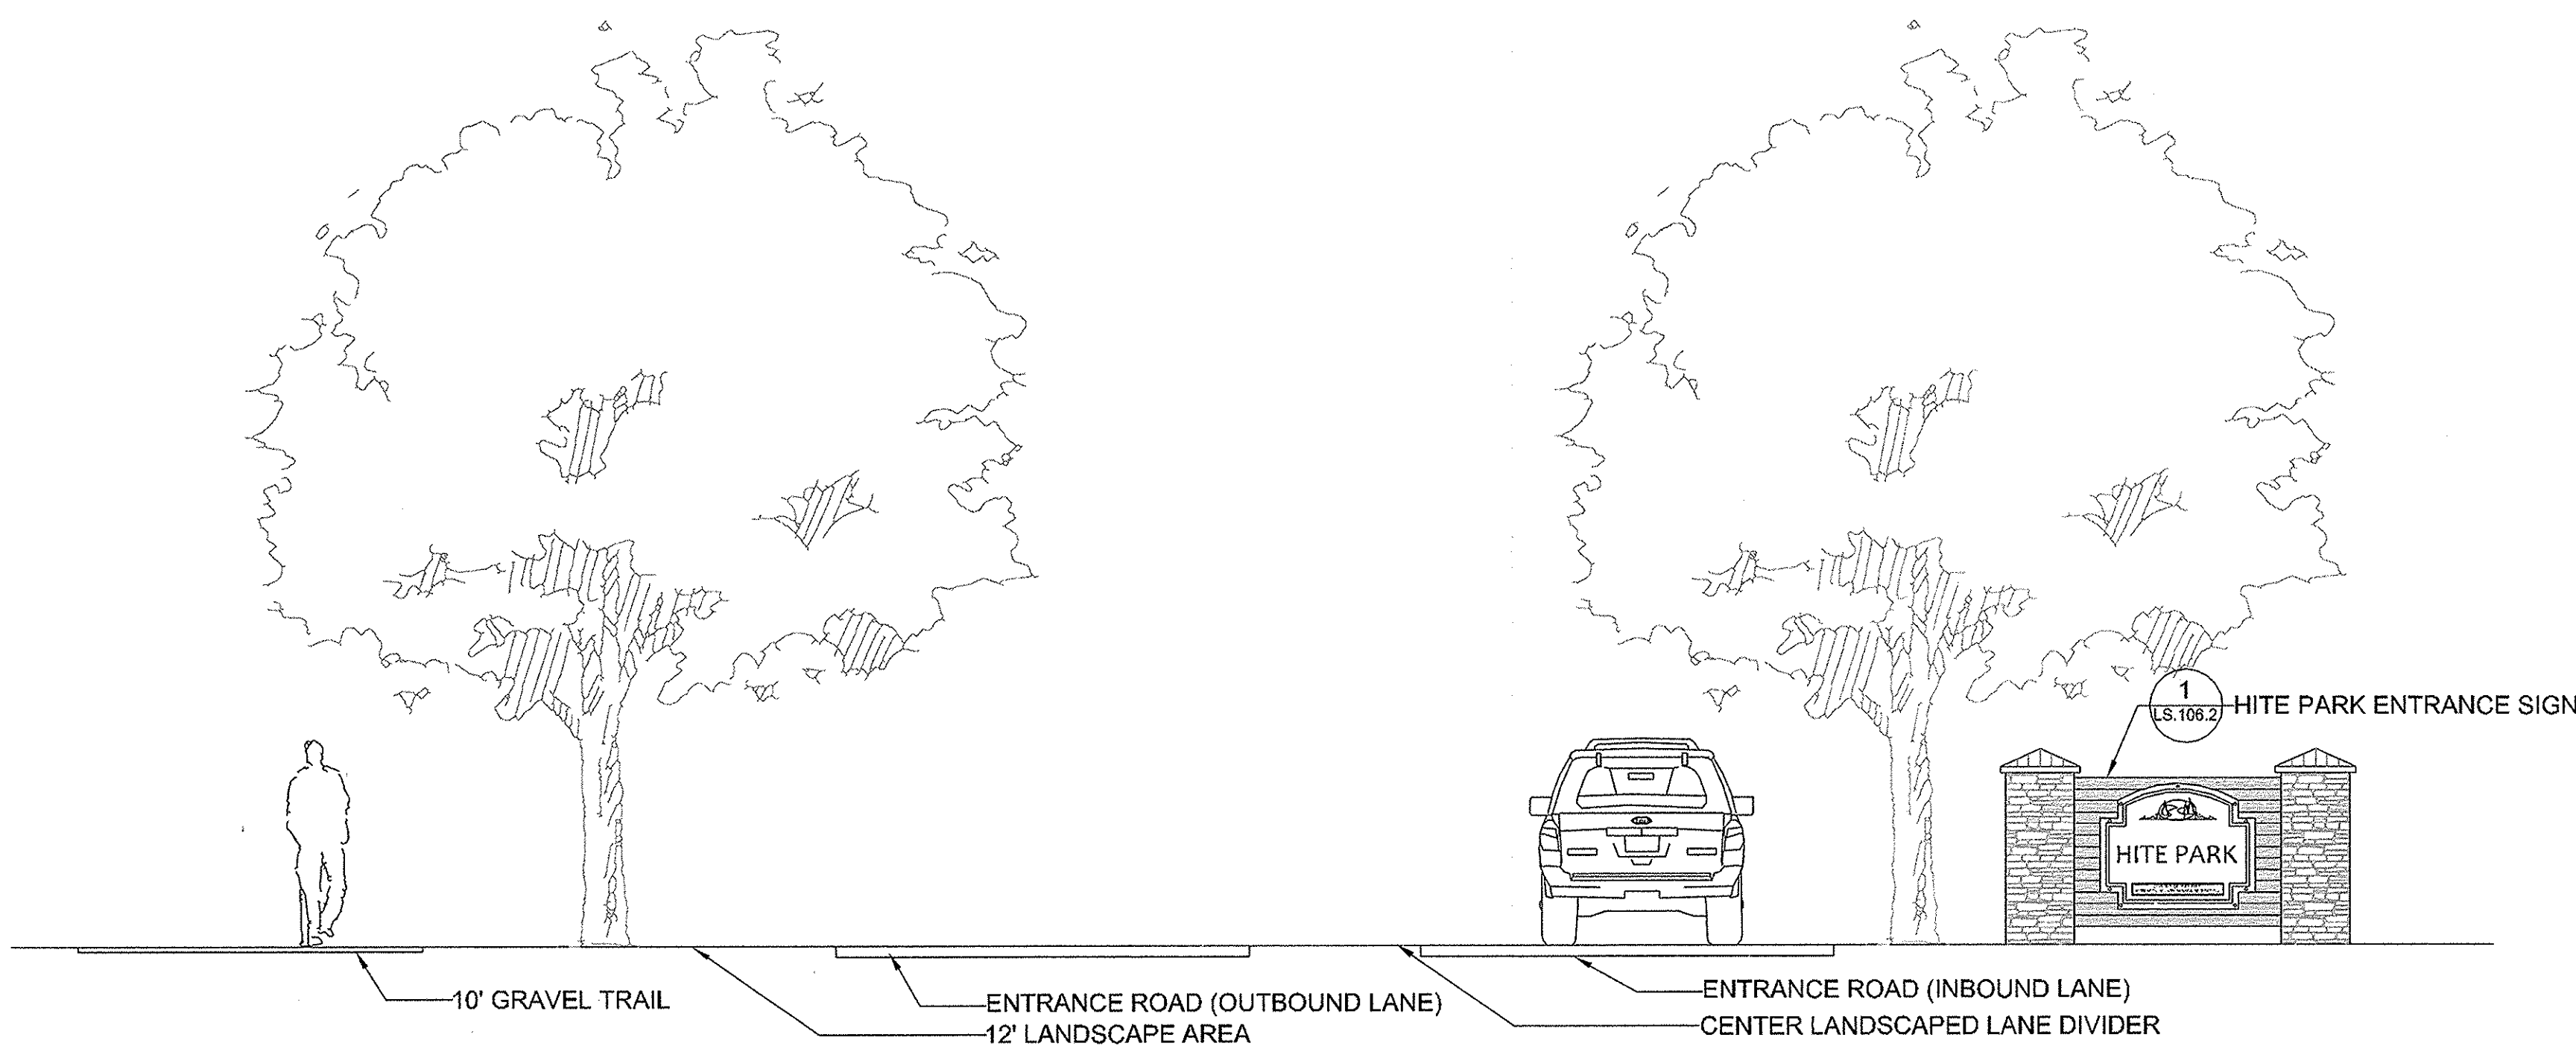 1
LS.106.2
HITE PARK ENTRANCE SIGN
HITE PARK
10' GRAVEL TRAIL
ENTRANCE ROAD (OUTBOUND LANE)
12' LANDSCAPE AREA
ENTRANCE ROAD (INBOUND LANE)
CENTER LANDSCAPED LANE DIVIDER